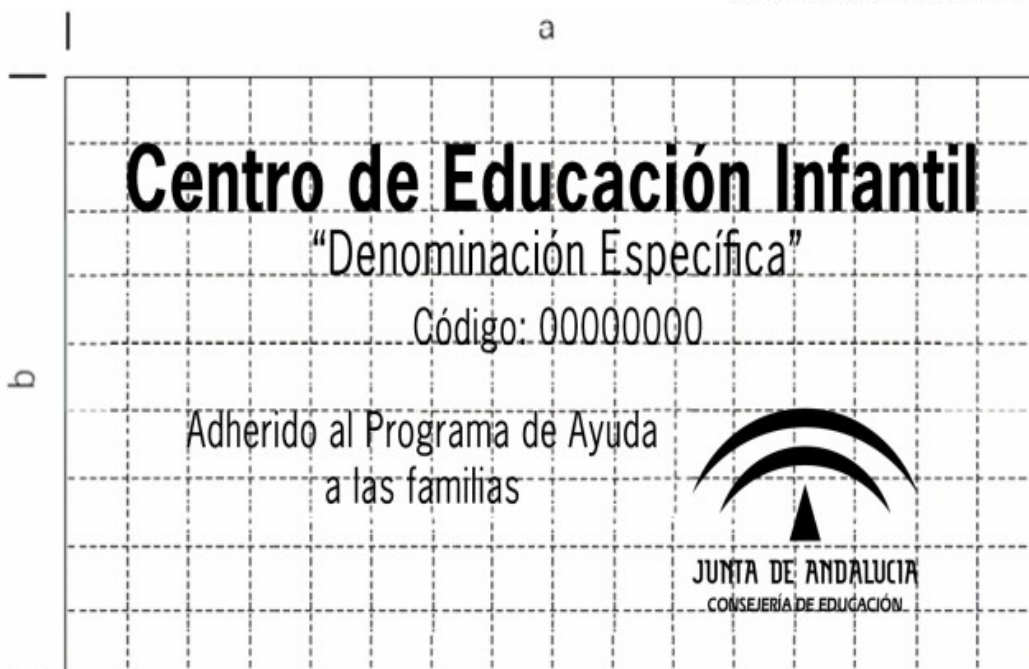 a
Centro de Educación Infantil
“Denominación Específica”
Código: 00000000
b
Adherido al Programa de Ayuda
a las familias
JUNTA DE ANDALUCIA
CONSEJERÍA DE EDUCACIÓN